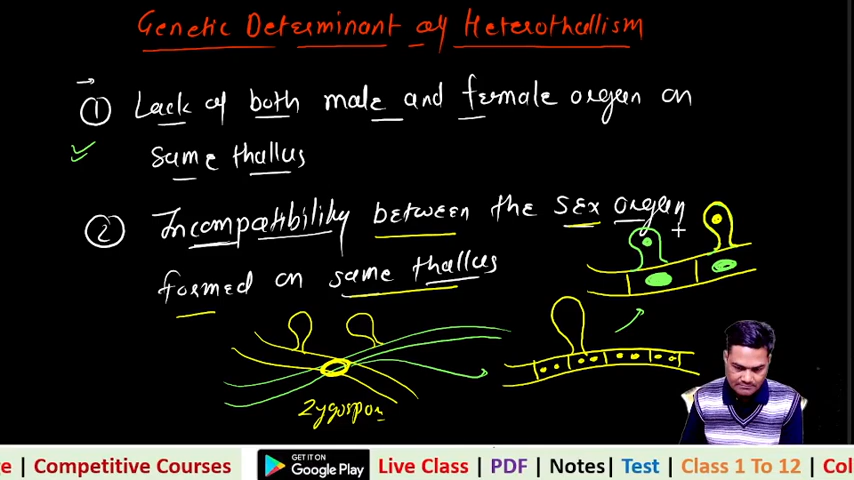 Genetic Determinant of Heterothallism
① Lack of both male and female organ on
same thallus
② Incompatibility between the sex organ
formed on same thallus
Zygospore
e | Competitive Courses
GET IT ON
Google Play
Live Class | PDF | Notes | Test | Class 1 To 12 | Col